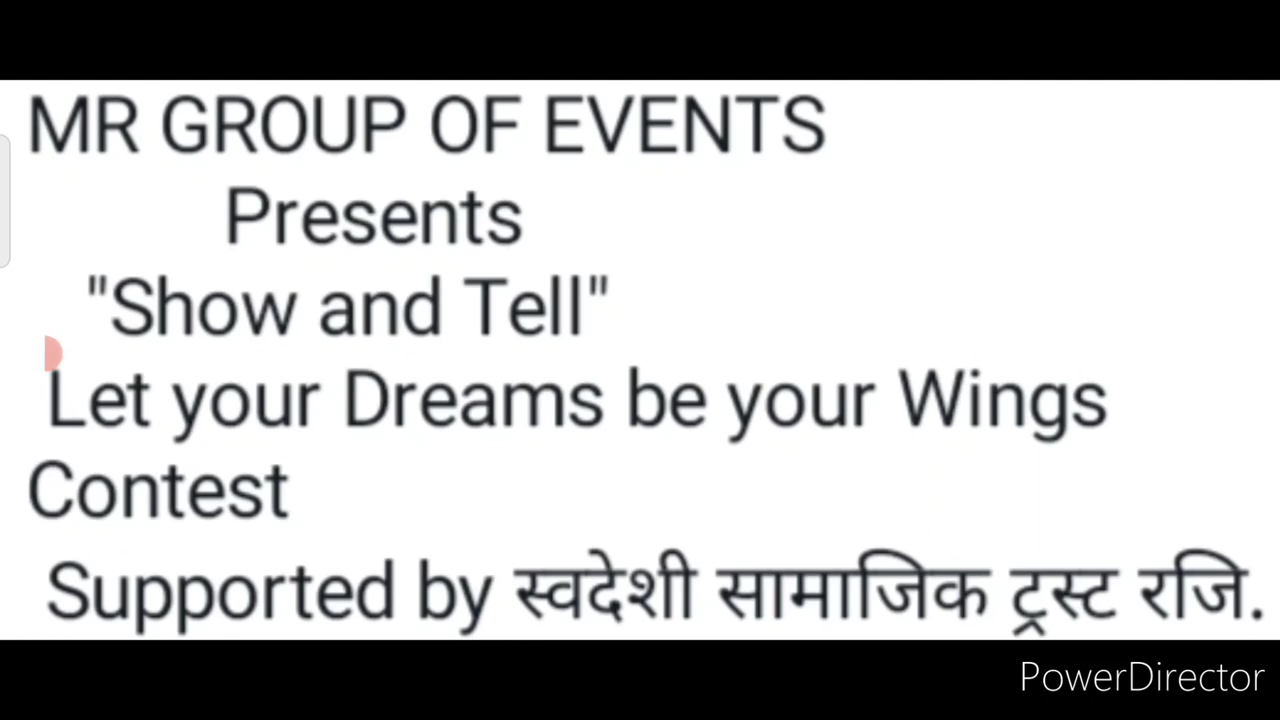 MR GROUP OF EVENTS
Presents
"Show and Tell"
Let your Dreams be your Wings
Contest
Supported by स्वदेशी सामाजिक ट्रस्ट रजि.
PowerDirector